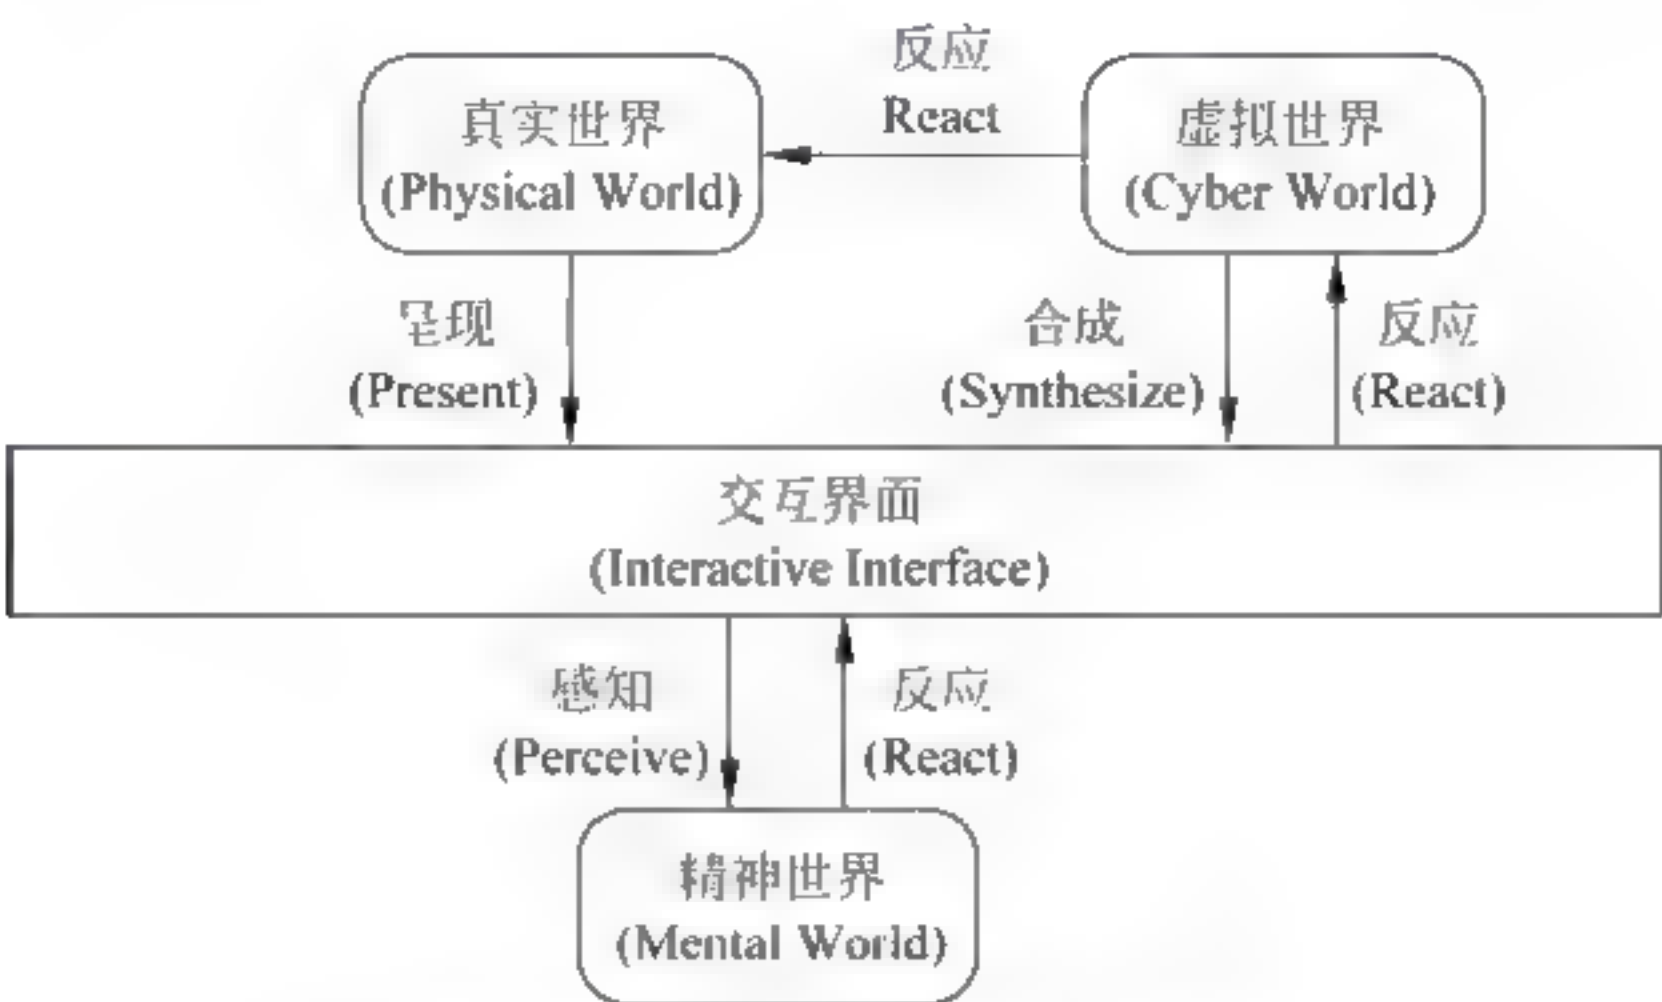 反应
React
真实世界
(Physical World)
虚拟世界
(Cyber World)
呈现
(Present)
合成
(Synthesize)
反应
(React)
交互界面
(Interactive Interface)
感知
(Perceive)
反应
(React)
精神世界
(Mental World)